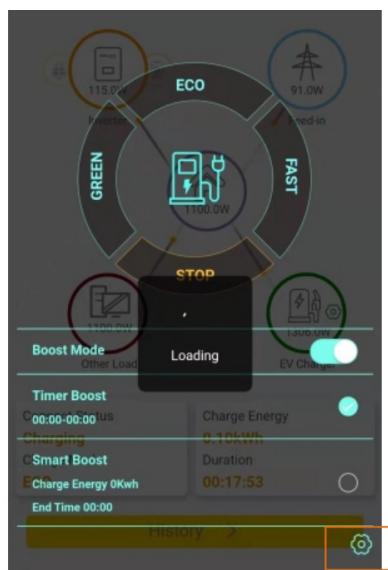 ECO
115.0W
91.0W
Inverter
Feed-in
GREEN
FAST
1100.0W
STOP
1100.0W
1306.0W
Boost Mode
Loading
Other Load
EV Charger
Timer Boost
00:00-00:00
Status
Charge Energy
Charging
0.10kWh
Smart Boost
Duration
Charge Energy 0Kwh
00:17:53
End Time 00:00
History >